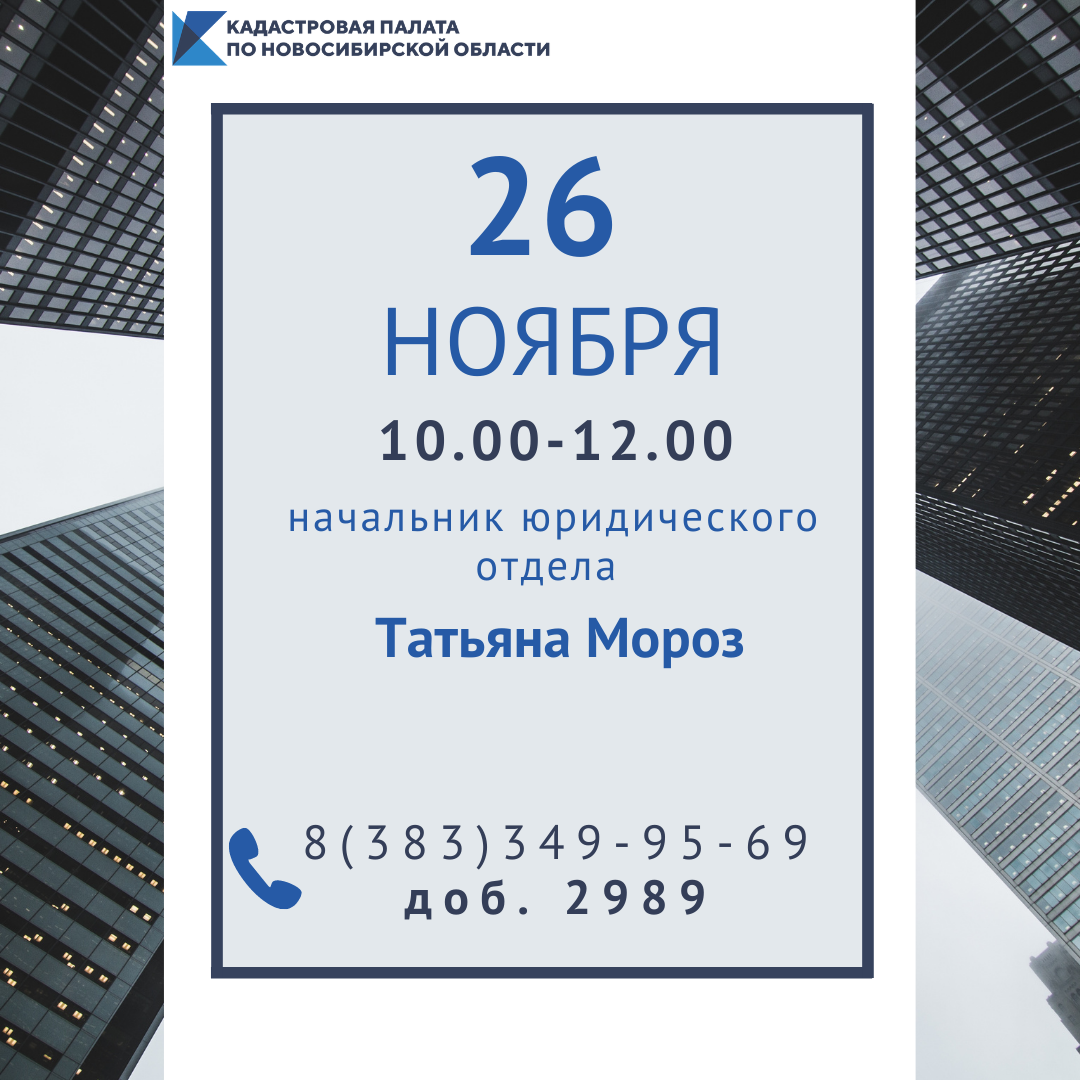 КАДАСТРОВАЯ ПАЛАТА
ПО НОВОСИБИРСКОЙ ОБЛАСТИ
26
НОЯБРЯ
10.00-12.00
начальник юридического
отдела
Татьяна Мороз
8(383)349-95-69
доб. 2989